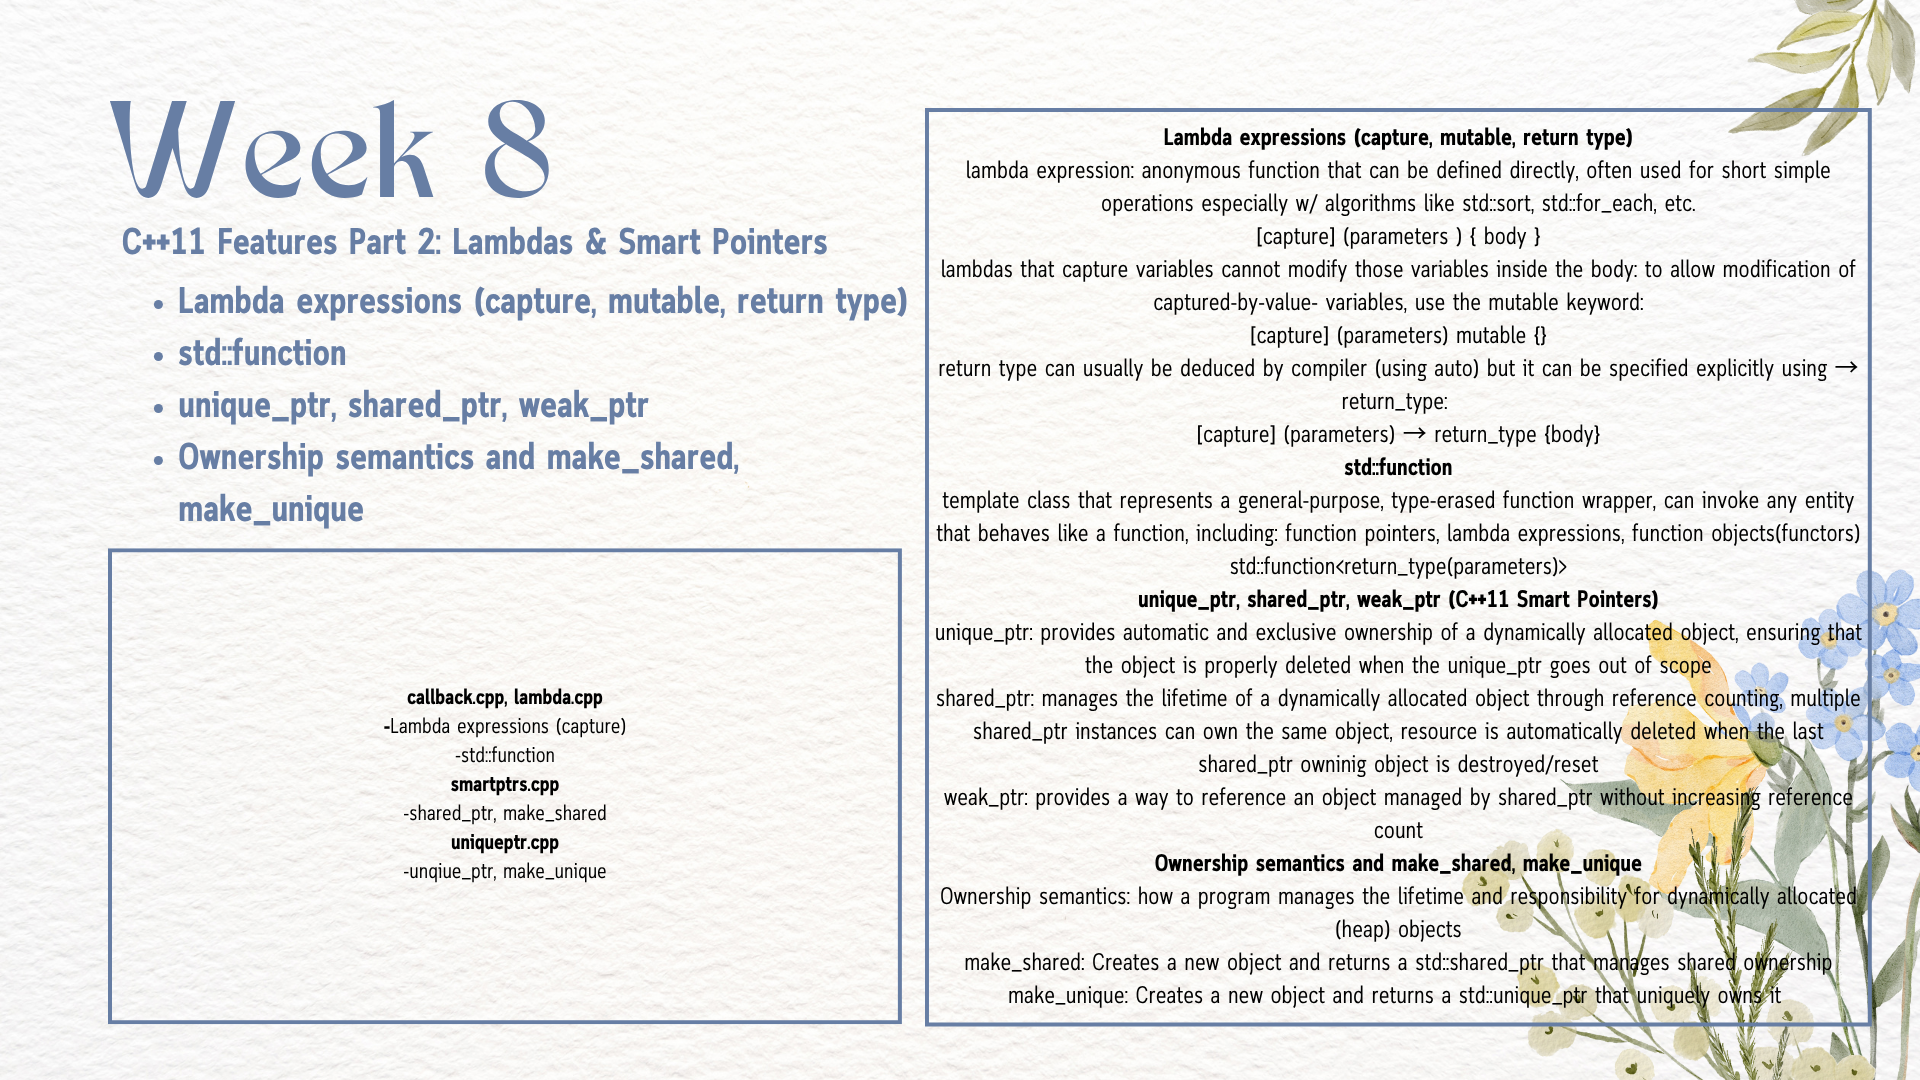 Week 8
C++11 Features Part 2: Lambdas & Smart Pointers
• Lambda expressions (capture, mutable, return type)
• std::function
• unique_ptr, shared_ptr, weak_ptr
• Ownership semantics and make_shared,
make_unique
callback.cpp, lambda.cpp
-Lambda expressions (capture)
-std::function
smartptrs.cpp
-shared_ptr, make_shared
uniqueptr.cpp
-unqiue_ptr, make_unique
Lambda expressions (capture, mutable, return type)
lambda expression: anonymous function that can be defined directly, often used for short simple
operations especially w/ algorithms like std::sort, std::for_each, etc.
[capture] (parameters ) { body }
lambdas that capture variables cannot modify those variables inside the body: to allow modification of
captured-by-value- variables, use the mutable keyword:
[capture] (parameters) mutable {}
return type can usually be deduced by compiler (using auto) but it can be specified explicitly using →
return_type:
[capture] (parameters) → return_type {body}
std::function
template class that represents a general-purpose, type-erased function wrapper, can invoke any entity
that behaves like a function, including: function pointers, lambda expressions, function objects(functors)
std::function<return_type(parameters)>
unique_ptr, shared_ptr, weak_ptr (C++11 Smart Pointers)
unique_ptr: provides automatic and exclusive ownership of a dynamically allocated object, ensuring that
the object is properly deleted when the unique_ptr goes out of scope
shared_ptr: manages the lifetime of a dynamically allocated object through reference counting, multiple
shared_ptr instances can own the same object, resource is automatically deleted when the last
shared_ptr owninig object is destroyed/reset
weak_ptr: provides a way to reference an object managed by shared_ptr without increasing reference
count
Ownership semantics and make_shared, make_unique
Ownership semantics: how a program manages the lifetime and responsibility for dynamically allocated
(heap) objects
make_shared: Creates a new object and returns a std::shared_ptr that manages shared ownership
make_unique: Creates a new object and returns a std::unique_ptr that uniquely owns it